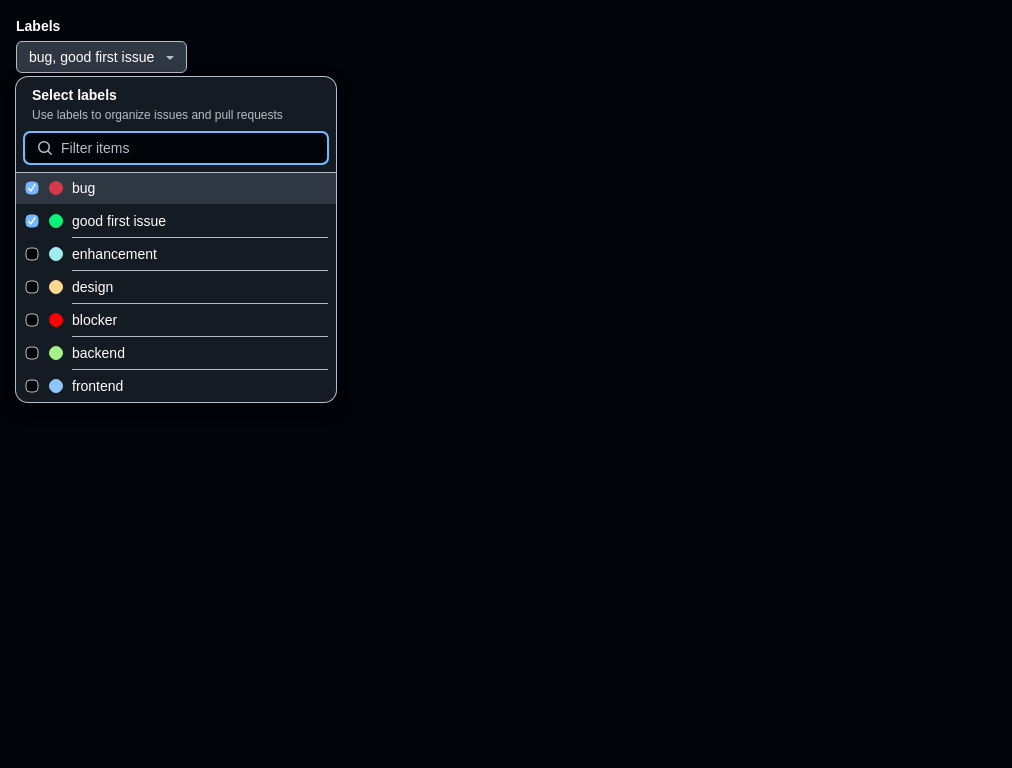 Labels
bug, good first issue
Select labels
Use labels to organize issues and pull requests
Filter items
bug
good first issue
enhancement
design
blocker
backend
frontend